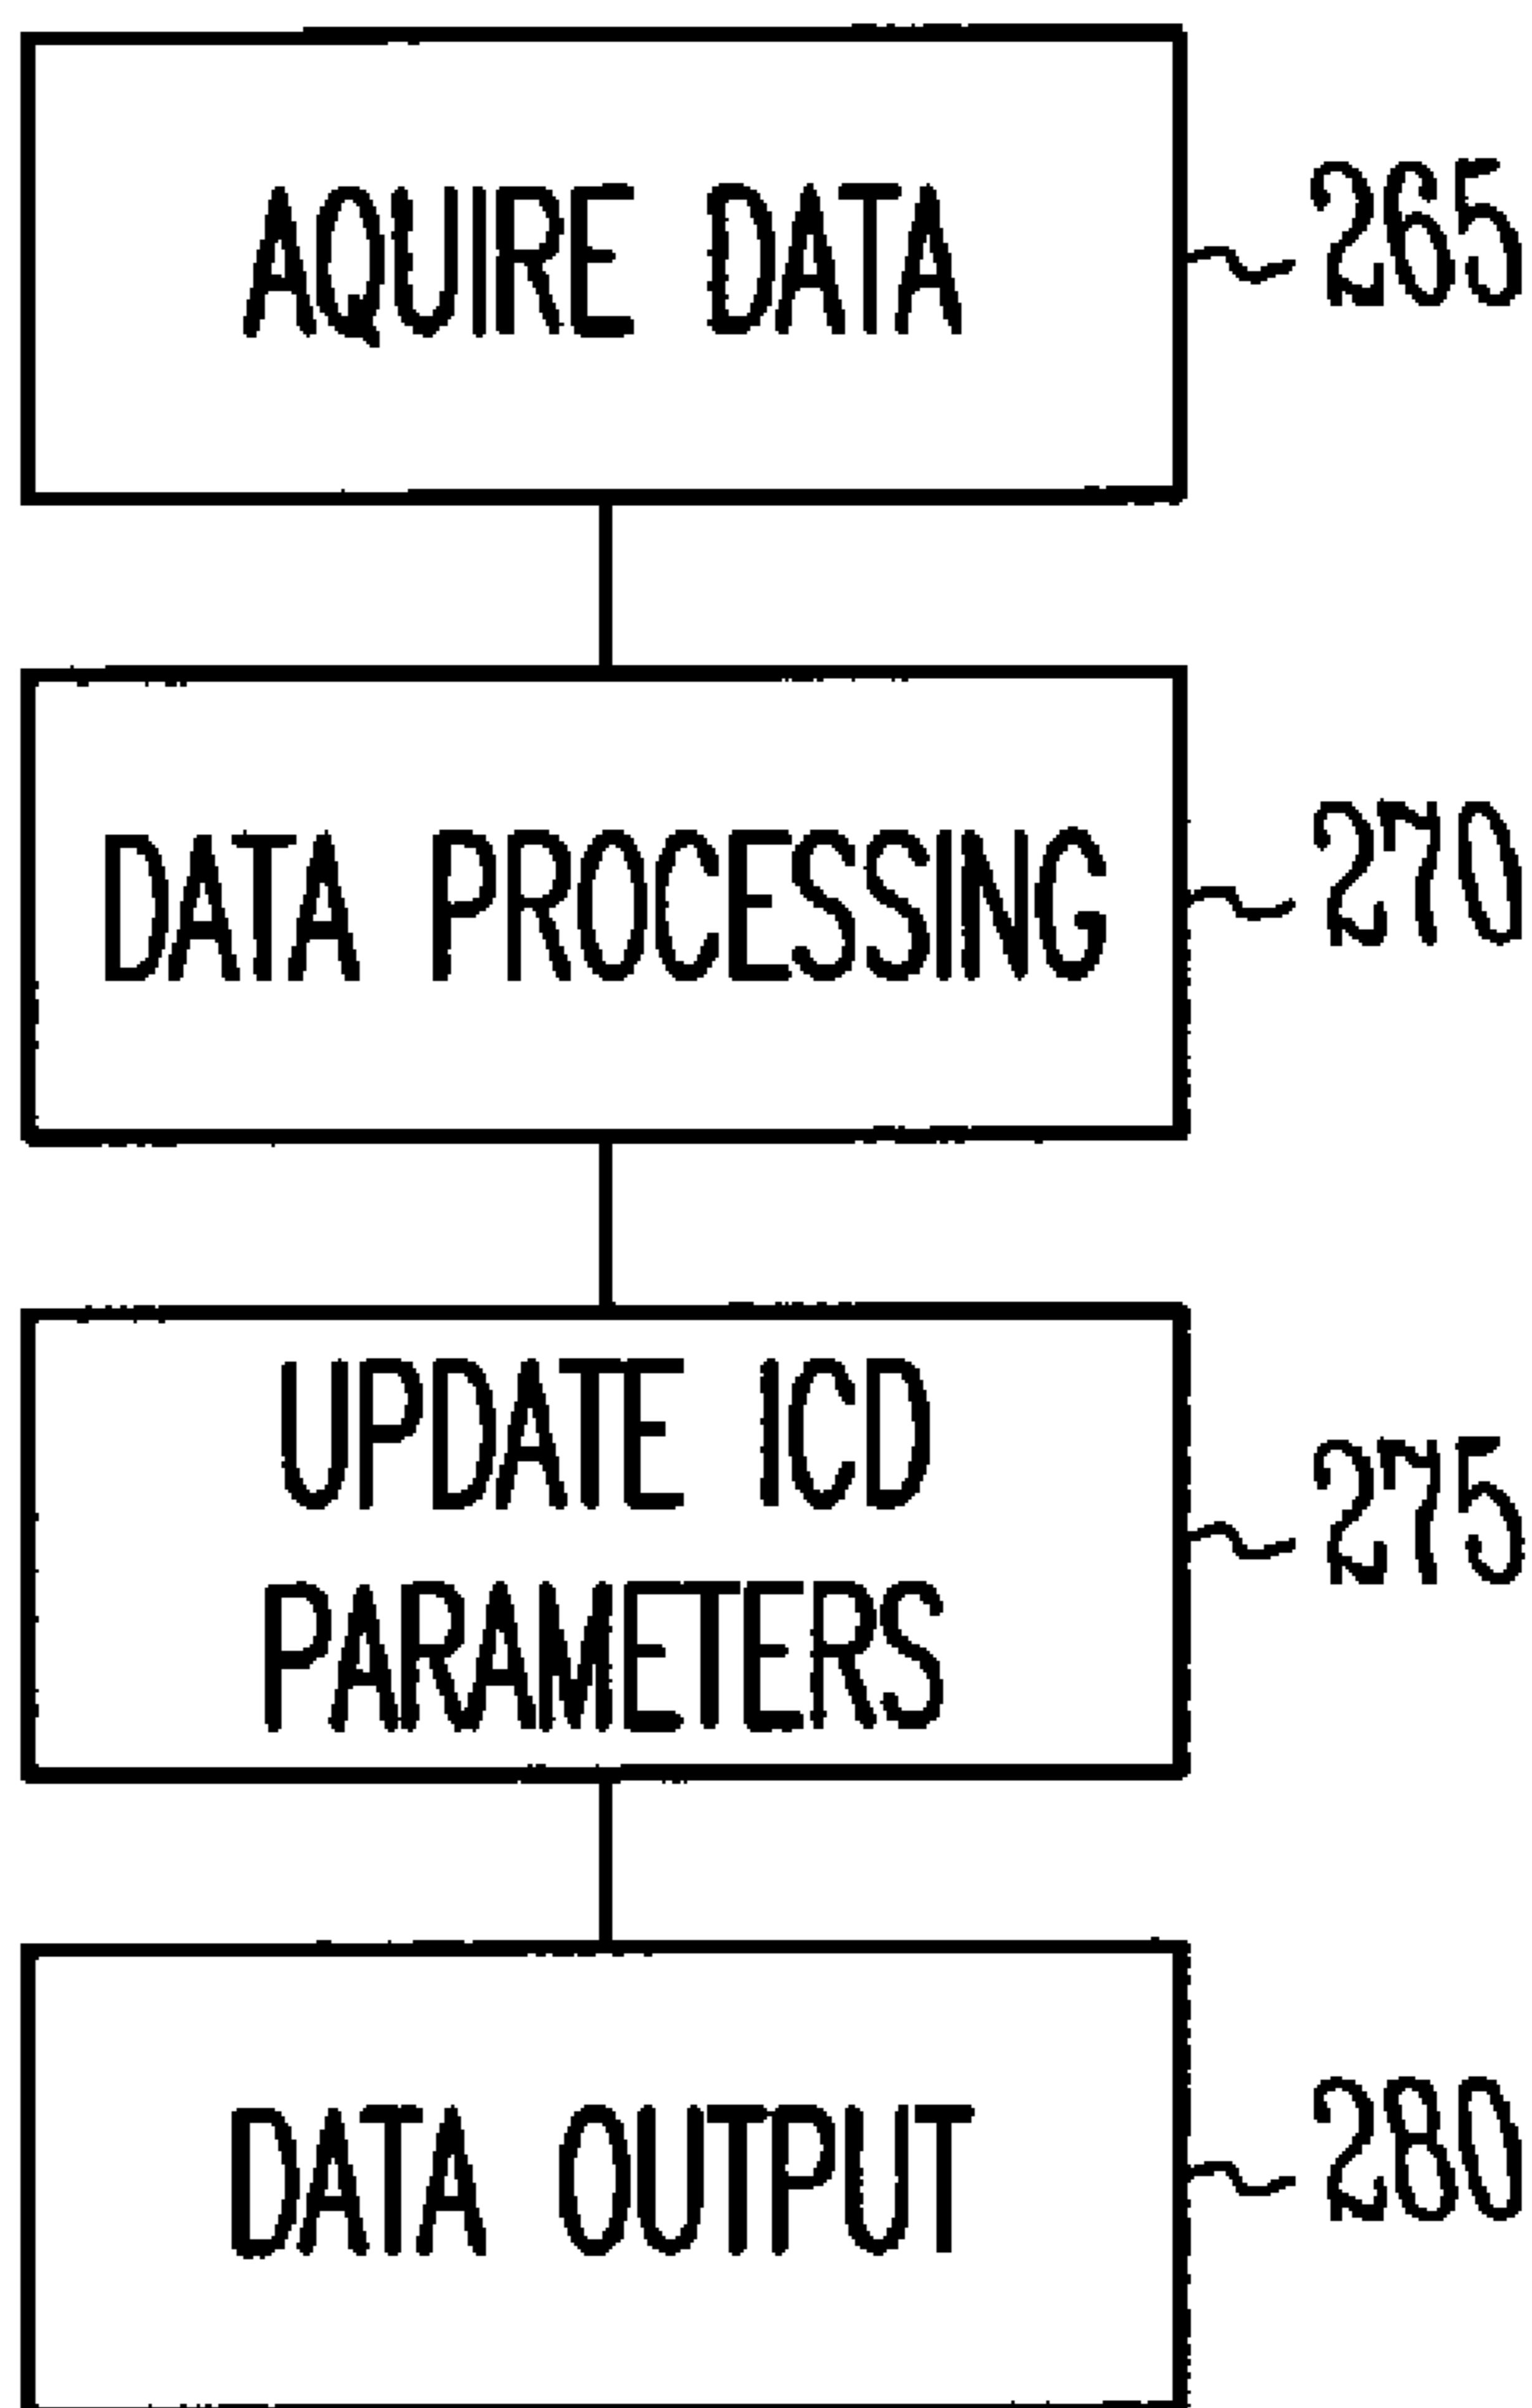 AQUIRE DATA
265
DATA PROCESSING
270
UPDATE ICD
PARAMETERS
275
DATA OUTPUT
280